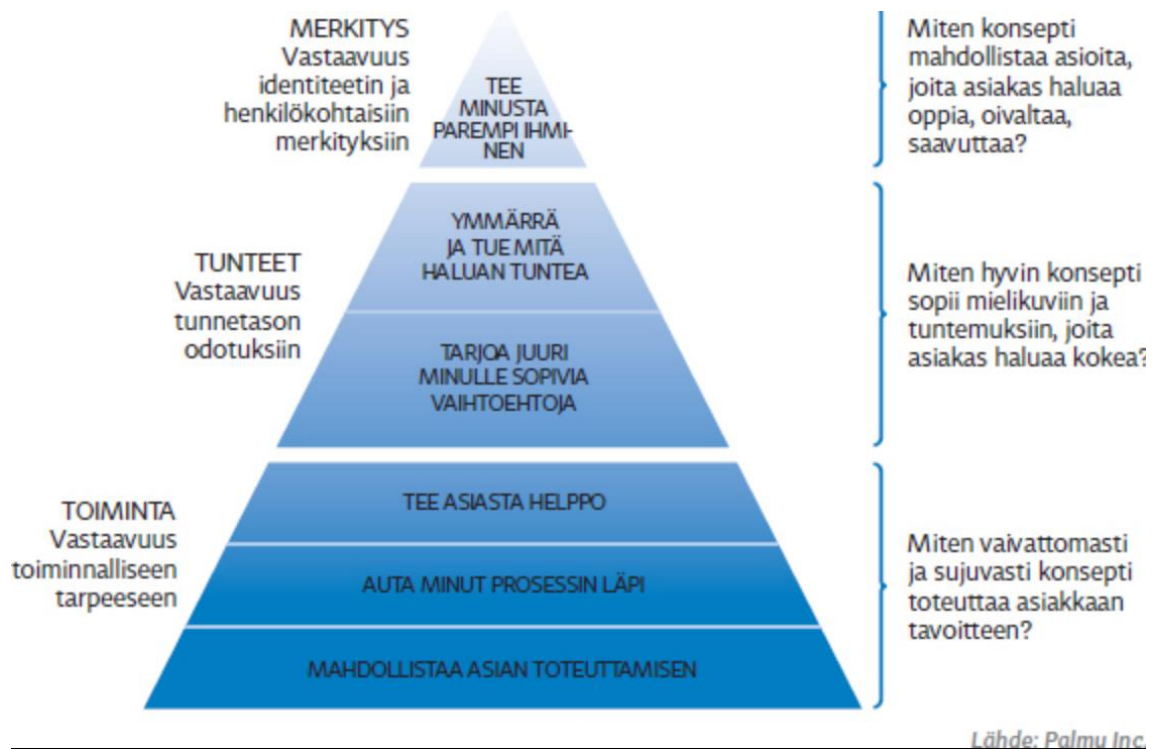 MERKITYS
Vastaavuus
identiteetin ja
henkilökohtaisiin
merkityksiin
TEE
MINUSTA
PAREMPI IHMI-
NEN
Miten konsepti
mahdollistaa asioita,
joita asiakas haluaa
oppia, oivaltaa,
saavuttaa?
TUNTEET
Vastaavuus
tunnetason
odotuksiin
YMMÄRRÄ
JA TUE MITÄ
HALUAN TUNTEA
TARJOA JUURI
MINULLE SOPIVIA
VAIHTOEHTOJA
Miten hyvin konsepti
sopii mielikuviin ja
tuntemuksiin, joita
asiakas haluaa kokea?
TOIMINTA
Vastaavuus
toiminnalliseen
tarpeeseen
TEE ASIASTA HELPPO
AUTA MINUT PROSESSIN LÄPI
MAHDOLLISTAA ASIAN TOTEUTTAMISEN
Miten vaivattomasti
ja sujuvasti konsepti
toteuttaa asiakkaan
tavoitteen?
Lähde: Palmu Inc.